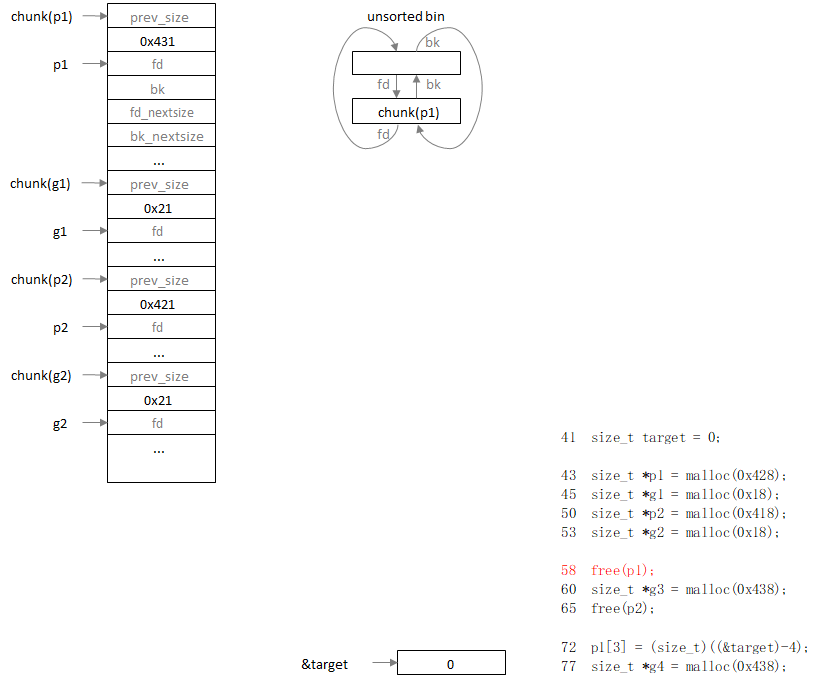 chunk(p1)
prev_size
0x431
p1
fd
bk
fd_nextsize
bk_nextsize
...
chunk(g1)
prev_size
0x21
g1
fd
...
chunk(p2)
prev_size
0x421
p2
fd
...
chunk(g2)
prev_size
0x21
g2
fd
...
unsorted bin
bk
fd
bk
chunk(p1)
fd
&target
0
41 size_t target = 0;
43 size_t *p1 = malloc(0x428);
45 size_t *g1 = malloc(0x18);
50 size_t *p2 = malloc(0x418);
53 size_t *g2 = malloc(0x18);
58 free(p1);
60 size_t *g3 = malloc(0x438);
65 free(p2);
72 p1[3] = (size_t)((&target)-4);
77 size_t *g4 = malloc(0x438);